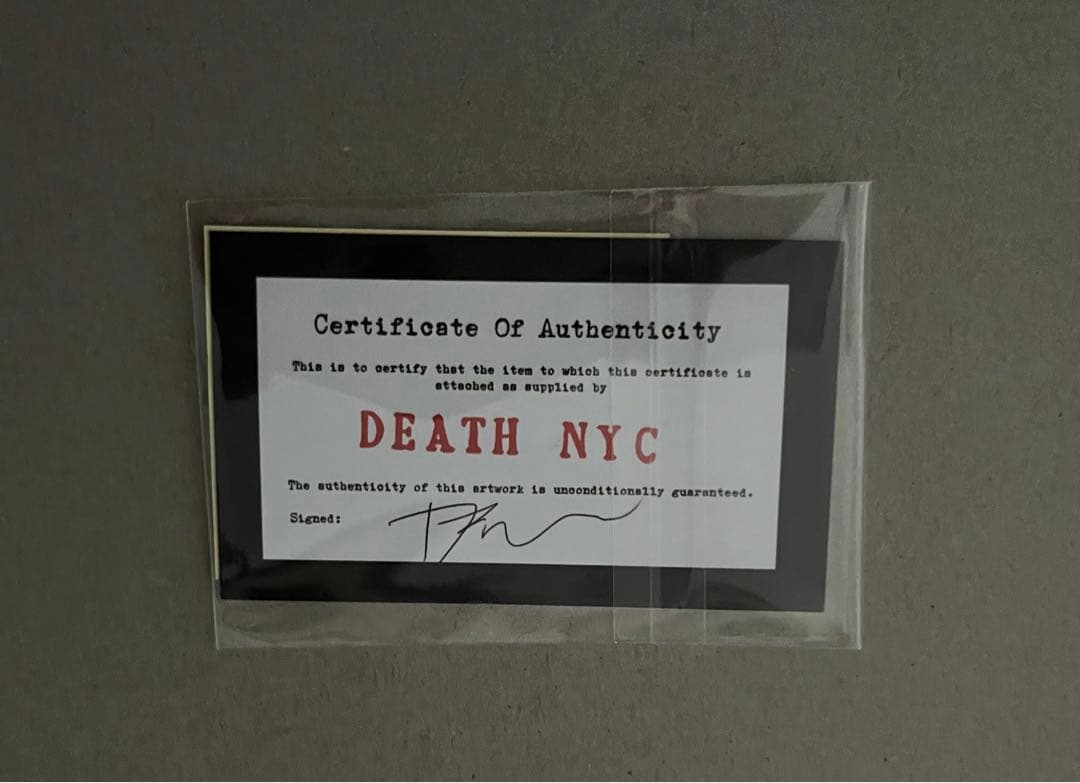 Certificate Of Authenticity
This is to certify that the item to which this certificate is
attached as supplied by
DEATH NYC
The authenticity of this artwork is unconditionally guaranteed.
Signed: